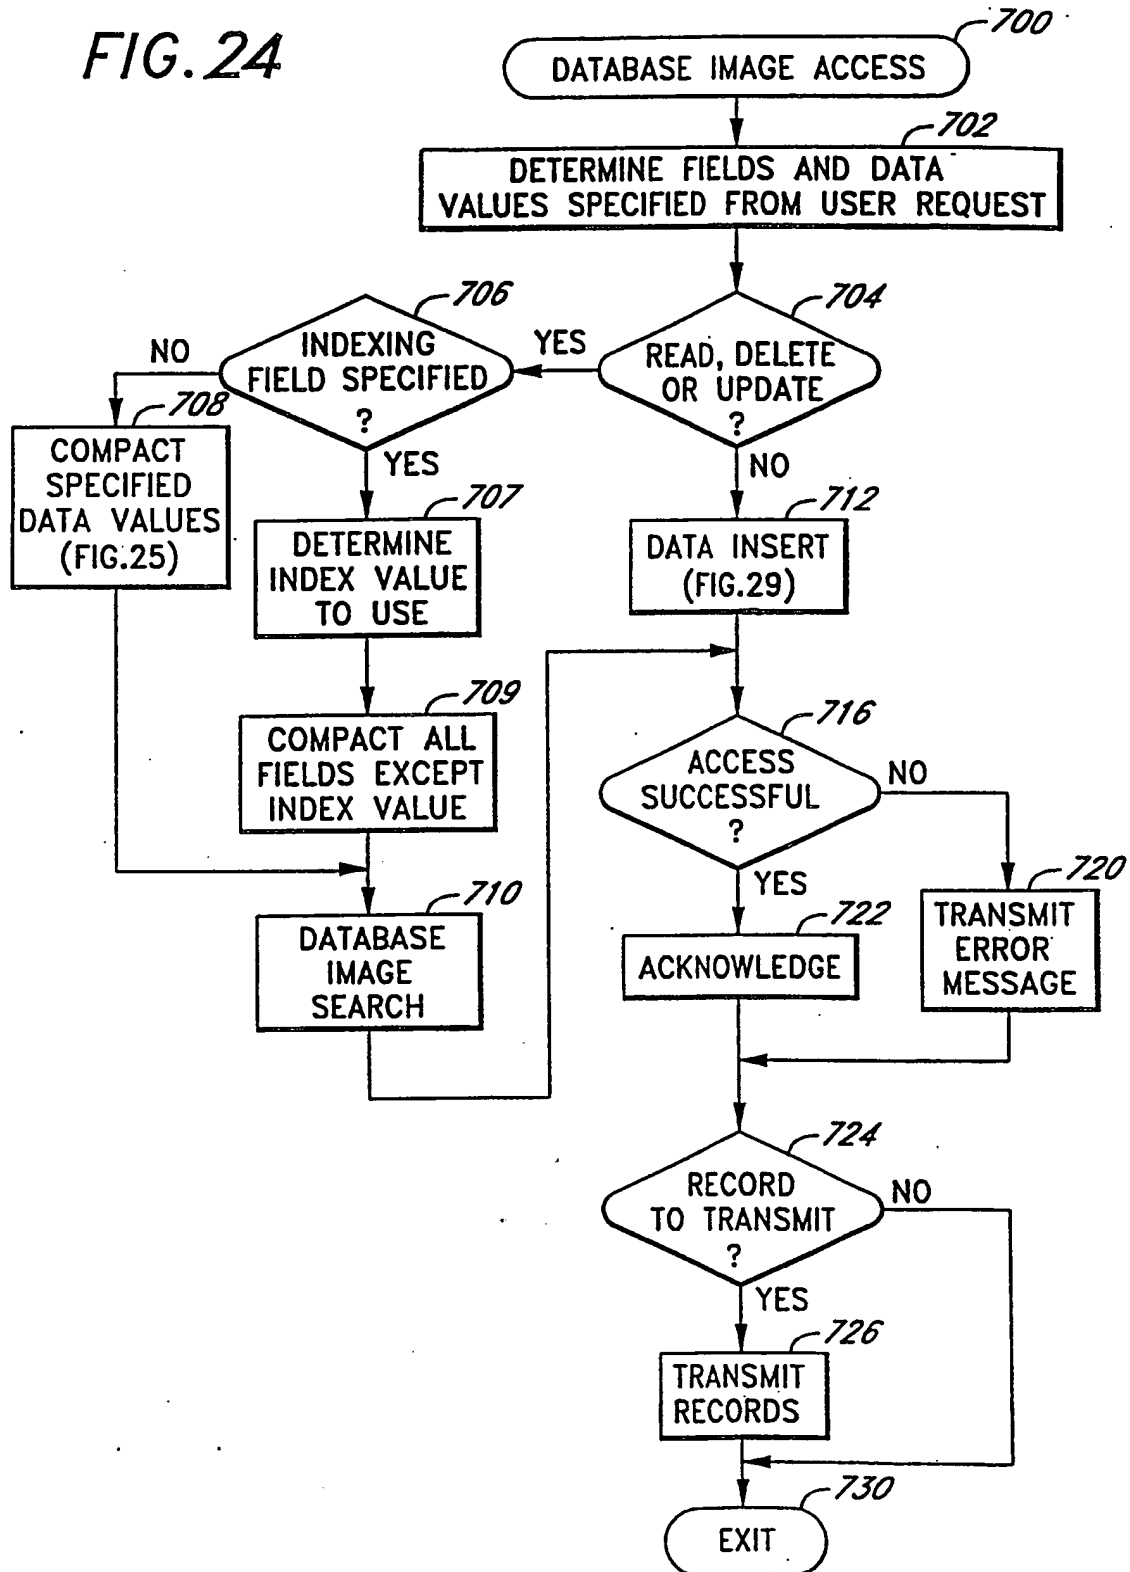 FIG. 24
700
DATABASE IMAGE ACCESS
702
DETERMINE FIELDS AND DATA
VALUES SPECIFIED FROM USER REQUEST
704
READ, DELETE
OR UPDATE
?
YES
NO
706
INDEXING
FIELD SPECIFIED
?
NO
YES
708
COMPACT
SPECIFIED
DATA VALUES
(FIG.25)
707
DETERMINE
INDEX VALUE
TO USE
712
DATA INSERT
(FIG.29)
709
COMPACT ALL
FIELDS EXCEPT
INDEX VALUE
710
DATABASE
IMAGE
SEARCH
716
ACCESS
SUCCESSFUL
?
NO
YES
720
TRANSMIT
ERROR
MESSAGE
722
ACKNOWLEDGE
724
RECORD
TO TRANSMIT
?
NO
YES
726
TRANSMIT
RECORDS
730
EXIT